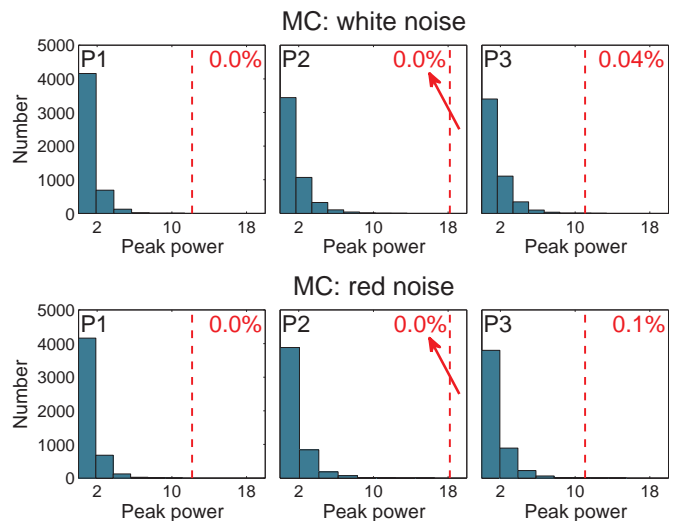 MC: white noise
5000
4000
3000
2000
1000
0
Number
P1 0.0%
P2 0.0%
P3 0.04%
2 10 18
2 10 18
2 10 18
Peak power
Peak power
Peak power
MC: red noise
5000
4000
3000
2000
1000
0
Number
P1 0.0%
P2 0.0%
P3 0.1%
2 10 18
2 10 18
2 10 18
Peak power
Peak power
Peak power